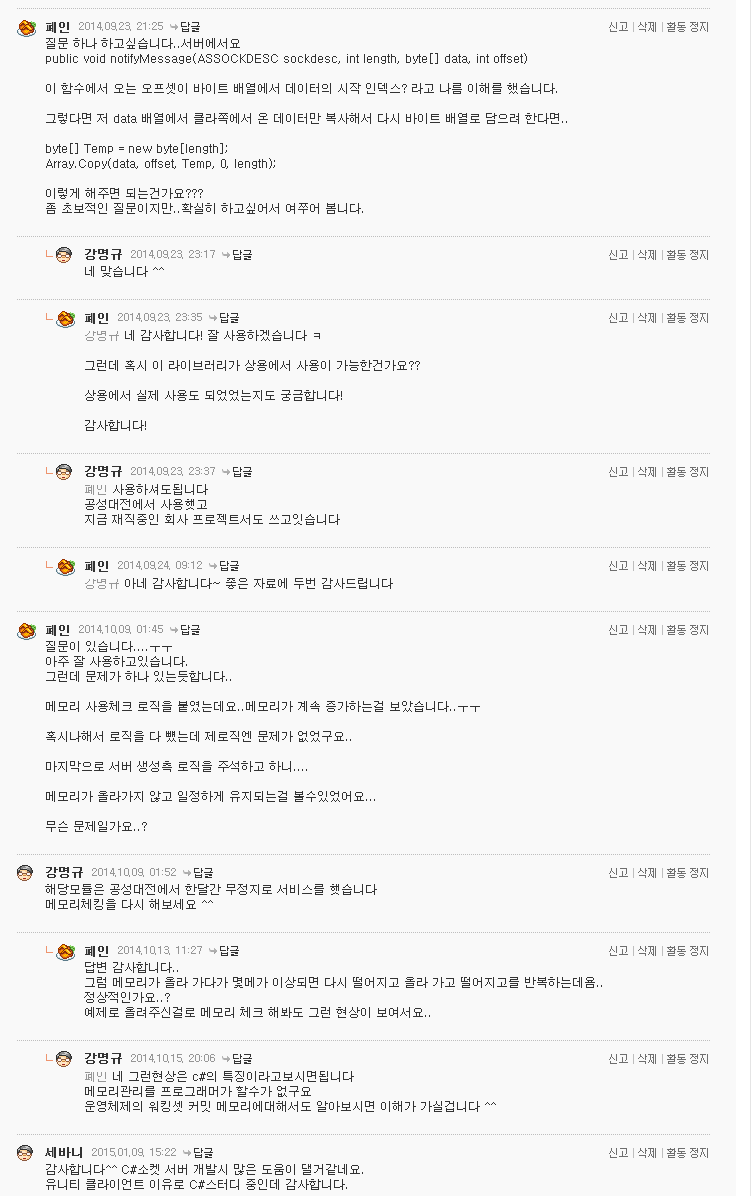 페인 2014.09.23. 21:25 답글 신고 | 삭제 | 활동 정지
질문 하나 하고싶습니다..서버에서요
public void notifyMessage(ASSOCKDESC sockdesc, int length, byte[] data, int offset)
이 함수에서 오는 오프셋이 바이트 배열에서 데이터의 시작 인덱스? 라고 나름 이해를 했습니다.
그렇다면 저 data 배열에서 클라쪽에서 온 데이터만 복사해서 다시 바이트 배열로 담으려 한다면..
byte[] Temp = new byte[length];
Array.Copy(data, offset, Temp, 0, length);
이렇게 해주면 되는건가요???
좀 초보적인 질문이지만..확실히 하고싶어서 여쭈어 봅니다.
강명규 2014.09.23. 23:17 답글 신고 | 삭제 | 활동 정지
네 맞습니다 ^^
페인 2014.09.23. 23:35 답글 신고 | 삭제 | 활동 정지
강명규 네 감사합니다! 잘 사용하겠습니다 ㅋ
그런데 혹시 이 라이브러리가 상용에서 사용이 가능한건가요??
상용에서 실제 사용도 되었었는지도 궁금합니다!
감사합니다!
강명규 2014.09.23. 23:37 답글 신고 | 삭제 | 활동 정지
페인 사용하셔도됩니다
공성대전에서 사용햇고
지금 재직중인 회사 프로젝트서도 쓰고잇습니다
페인 2014.09.24. 09:12 답글 신고 | 삭제 | 활동 정지
강명규 아네 감사합니다~ 좋은 자료에 두번 감사드립니다
페인 2014.10.09. 01:45 답글 신고 | 삭제 | 활동 정지
질문이 있습니다....ㅜㅜ
아주 잘 사용하고있습니다.
그런데 문제가 하나 있는듯합니다..
메모리 사용체크 로직을 붙였는데요..메모리가 계속 증가하는걸 보았습니다..ㅜㅜ
혹시나해서 로직을 다 뺐는데 제로직엔 문제가 없었구요..
마지막으로 서버 생성측 로직을 주석하고 하니....
메모리가 올라가지 않고 일정하게 유지되는걸 볼수있었어요...
무슨 문제일가요..?
강명규 2014.10.09. 01:52 답글 신고 | 삭제 | 활동 정지
해당모듈은 공성대전에서 한달간 무정지로 서비스를 햇습니다
메모리체킹을 다시 해보세요 ^^
페인 2014.10.13. 11:27 답글 신고 | 삭제 | 활동 정지
답변 감사합니다..
그럼 메모리가 올라 가다가 몇메가 이상되면 다시 떨어지고 올라 가고 떨어지고를 반복하는데욤..
정상적인가요..?
예제로 올려주신걸로 메모리 체크 해봐도 그런 현상이 보여서요..
강명규 2014.10.15. 20:06 답글 신고 | 삭제 | 활동 정지
페인 네 그런현상은 c#의 특징이라고보시면됩니다
메모리관리를 프로그래머가 할수가 없구요
운영체제의 워킹셋 커밋 메모리에대해서도 알아보시면 이해가 가실겁니다 ^^
세바니 2015.01.09. 15:22 답글 신고 | 삭제 | 활동 정지
감사합니다^^ C#소켓 서버 개발시 많은 도움이 댈거같네요.
유니티 클라이언트 이유로 C#스터디 중인데 감사합니다.